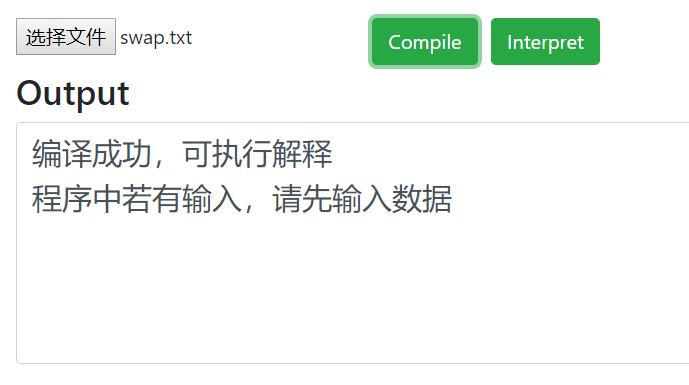 选择文件 swap.txt Compile Interpret
Output
编译成功，可执行解释
程序中若有输入，请先输入数据